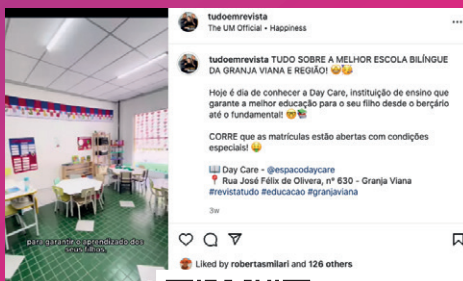 tudoemrevista
The UM Official • Happiness
tudoemrevista TUDO SOBRE A MELHOR ESCOLA BILÍNGUE
DA GRANJA VIANA E REGIÃO!
Hoje é dia de conhecer a Day Care, instituição de ensino que
garante a melhor educação para o seu filho desde o berçário
até o fundamental!
CORRE que as matrículas estão abertas com condições
especiais!
Day Care - @espacodaycare
Rua José Félix de Olivera, n° 630 - Granja Viana
#revistatudo #educacao #granjaviana
3w
para garantir o aprendizado dos
seus filhos,
Liked by robertasmilari and 126 others